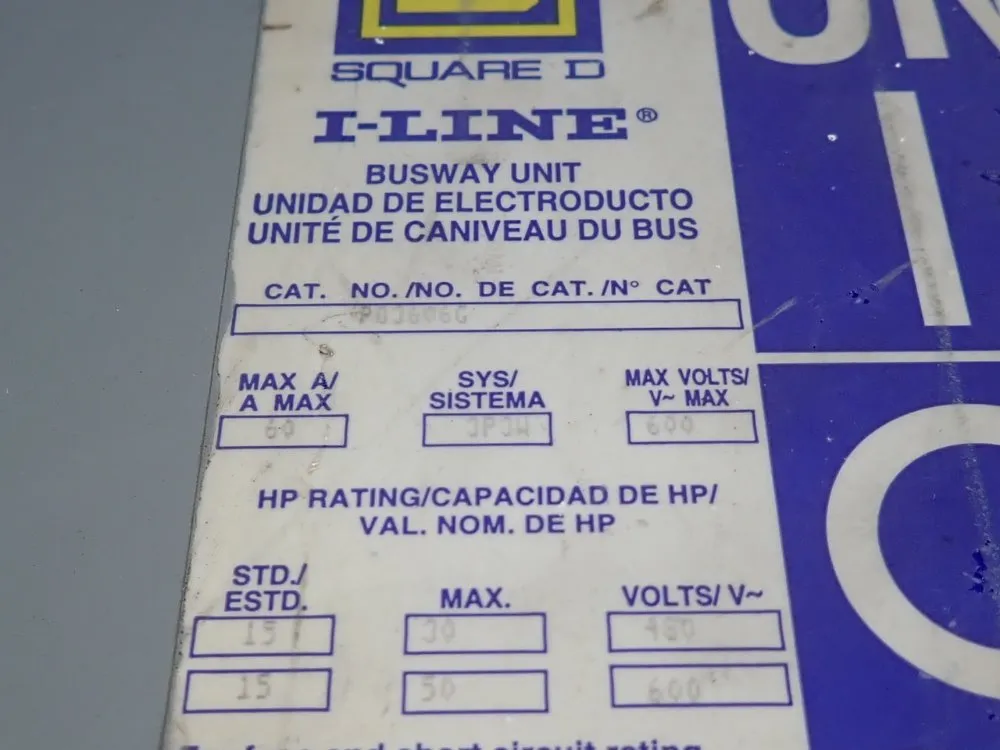 SQUARE D
I-LINE®
BUSWAY UNIT
UNIDAD DE ELECTRODUCTO
UNITÉ DE CANIVEAU DU BUS
CAT. NO./NO. DE CAT./N° CAT
MAX A/
A MAX
60
SYS/
SISTEMA
3P3W
MAX VOLTS/
V~ MAX
600
HP RATING/CAPACIDAD DE HP/
VAL. NOM. DE HP
STD./
ESTD.
MAX.
VOLTS/ V~
15 30 480
15 50 600